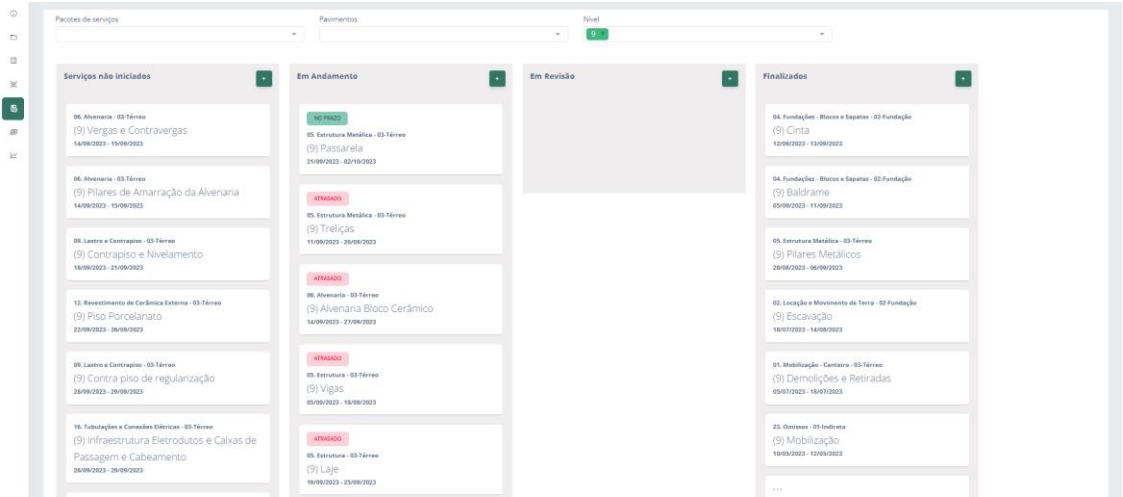 Pacotes de serviços
Pavimentos
Nível
9
Serviços não iniciados
+
06. Alvenaria - 03-Térreo
(9) Vergas e Contravergas
14/09/2023 - 15/09/2023
06. Alvenaria - 03-Térreo
(9) Pilares de Amarração da Alvenaria
14/09/2023 - 15/09/2023
09. Lastro e Contrapiso - 03-Térreo
(9) Contrapiso e Nivelamento
18/09/2023 - 21/09/2023
12. Revestimento de Cerâmica Externa - 03-Térreo
(9) Piso Porcelanato
22/09/2023 - 26/09/2023
09. Lastro e Contrapiso - 03-Térreo
(9) Contra piso de regularização
28/09/2023 - 29/09/2023
16. Tubulações e Conexões Elétricas - 03-Térreo
(9) Infraestrutura Eletrodutos e Caixas de
Passagem e Cabeamento
28/09/2023 - 29/09/2023
Em Andamento
+
NO PRAZO
05. Estrutura Metálica - 03-Térreo
(9) Passarela
21/09/2023 - 02/10/2023
ATRASADO
05. Estrutura Metálica - 03-Térreo
(9) Treliças
11/09/2023 - 20/09/2023
ATRASADO
06. Alvenaria - 03-Térreo
(9) Alvenaria Bloco Cerâmico
14/09/2023 - 27/09/2023
ATRASADO
05. Estrutura - 03-Térreo
(9) Vigas
05/09/2023 - 18/09/2023
ATRASADO
05. Estrutura - 03-Térreo
(9) Laje
19/09/2023 - 25/09/2023
Em Revisão
+
Finalizados
+
04. Fundações - Blocos e Sapatas - 02-Fundação
(9) Cinta
12/09/2023 - 13/09/2023
04. Fundações - Blocos e Sapatas - 02-Fundação
(9) Baldrame
05/09/2023 - 11/09/2023
05. Estrutura Metálica - 03-Térreo
(9) Pilares Metálicos
28/08/2023 - 06/09/2023
02. Locação e Movimento de Terra - 02-Fundação
(9) Escavação
18/07/2023 - 14/08/2023
01. Mobilização - Canteiro - 03-Térreo
(9) Demolições e Retiradas
05/07/2023 - 18/07/2023
23. Omissos - 01-Indireta
(9) Mobilização
10/05/2023 - 12/05/2023
...